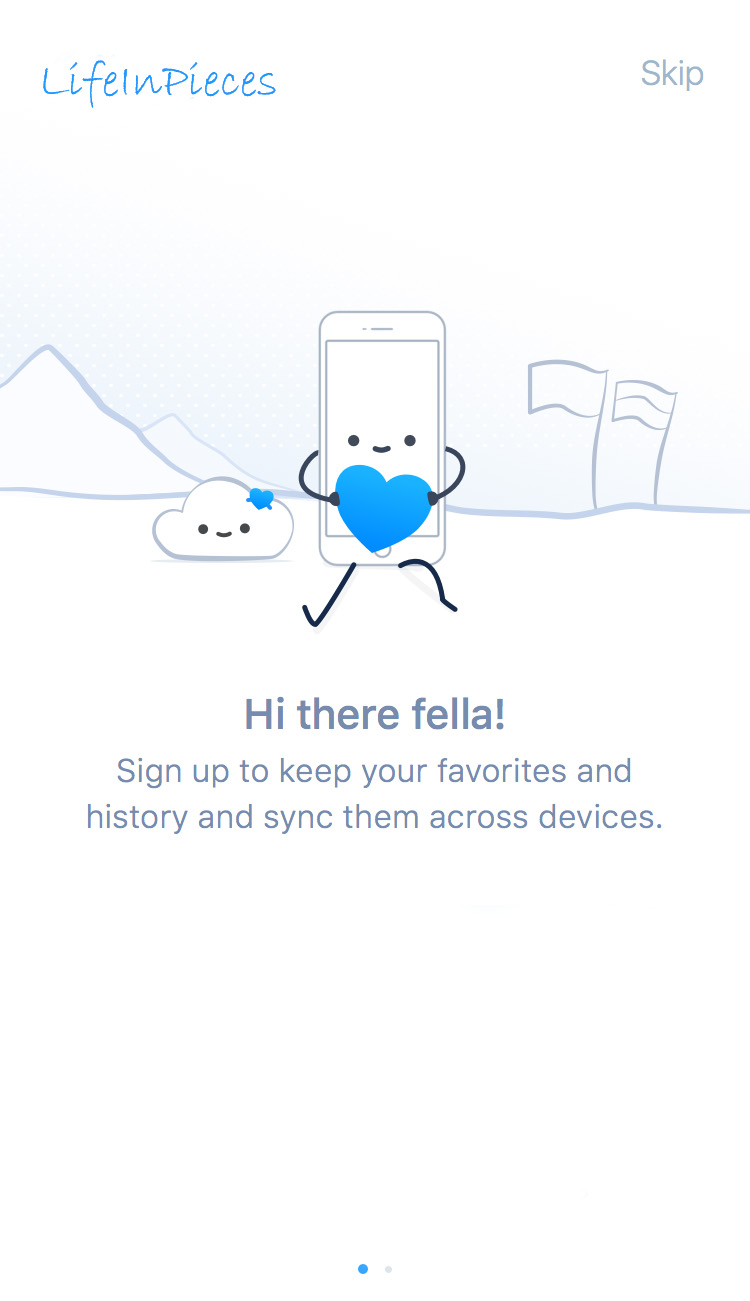 LifeInPieces
Skip
Hi there fella!
Sign up to keep your favorites and
history and sync them across devices.